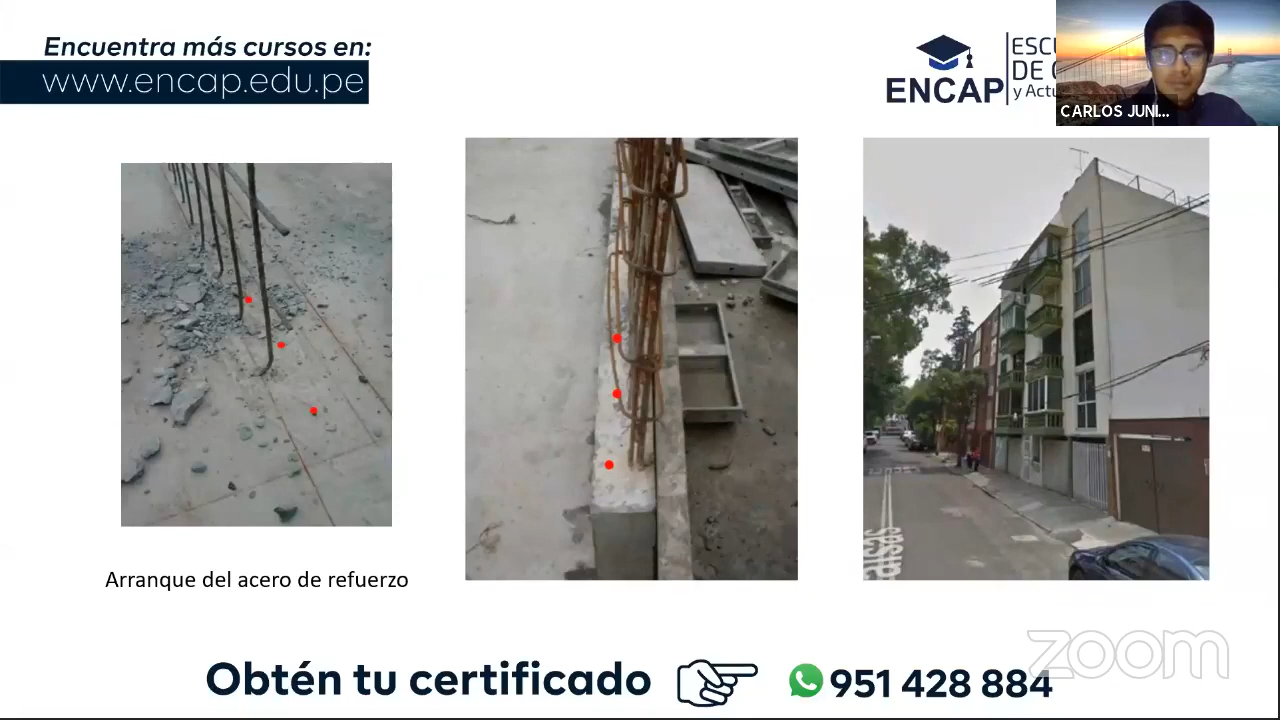 Encuentra más cursos en:
www.encap.edu.pe
ENCAP
y Actu
CARLOS JUNI...
Arranque del acero de refuerzo
Obtén tu certificado
951 428 884
zoom